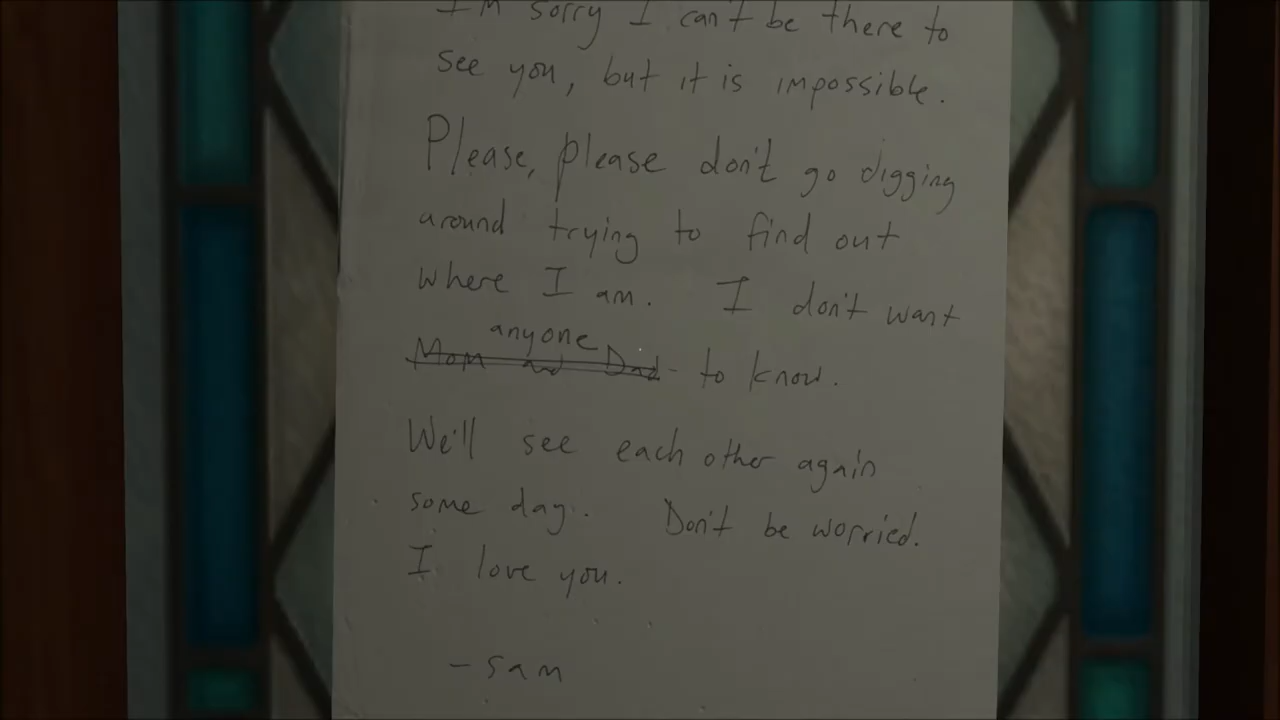 I'm sorry I can't be there to
see you, but it is impossible.
Please, please don't go digging
around trying to find out
where I am. I don't want
anyone
Mom and Dad to know.
We'll see each other again
some day. Don't be worried.
I love you.
- Sam